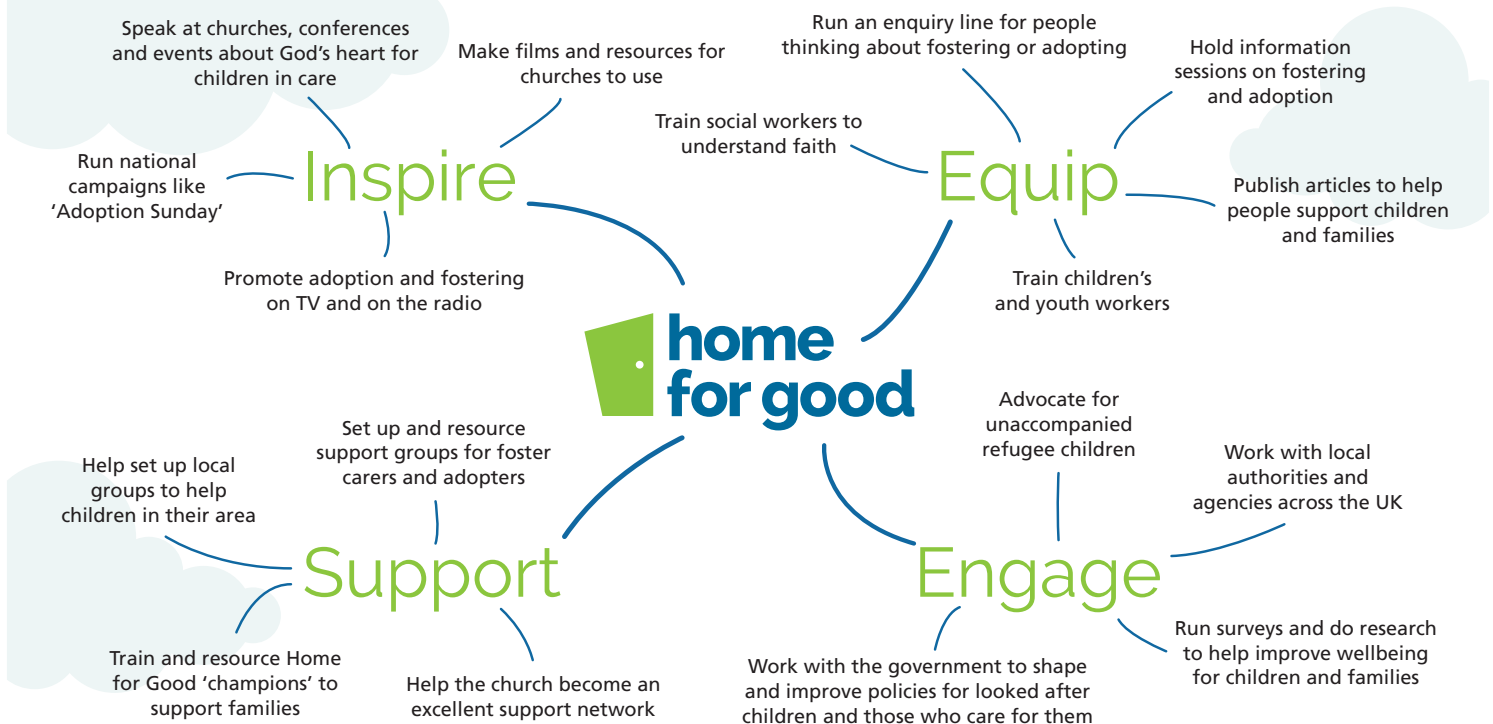 Speak at churches, conferences
and events about God’s heart for
children in care
Make films and resources for
churches to use
Run national
campaigns like
‘Adoption Sunday’
Inspire
Promote adoption and fostering
on TV and on the radio
Run an enquiry line for people
thinking about fostering or adopting
Hold information
sessions on fostering
and adoption
Train social workers to
understand faith
Equip
Publish articles to help
people support children
and families
Train children’s
and youth workers
home
for good
Set up and resource
support groups for foster
carers and adopters
Help set up local
groups to help
children in their area
Support
Train and resource Home
for Good ‘champions’ to
support families
Help the church become an
excellent support network
Advocate for
unaccompanied
refugee children
Work with local
authorities and
agencies across the UK
Engage
Work with the government to shape
and improve policies for looked after
children and those who care for them
Run surveys and do research
to help improve wellbeing
for children and families